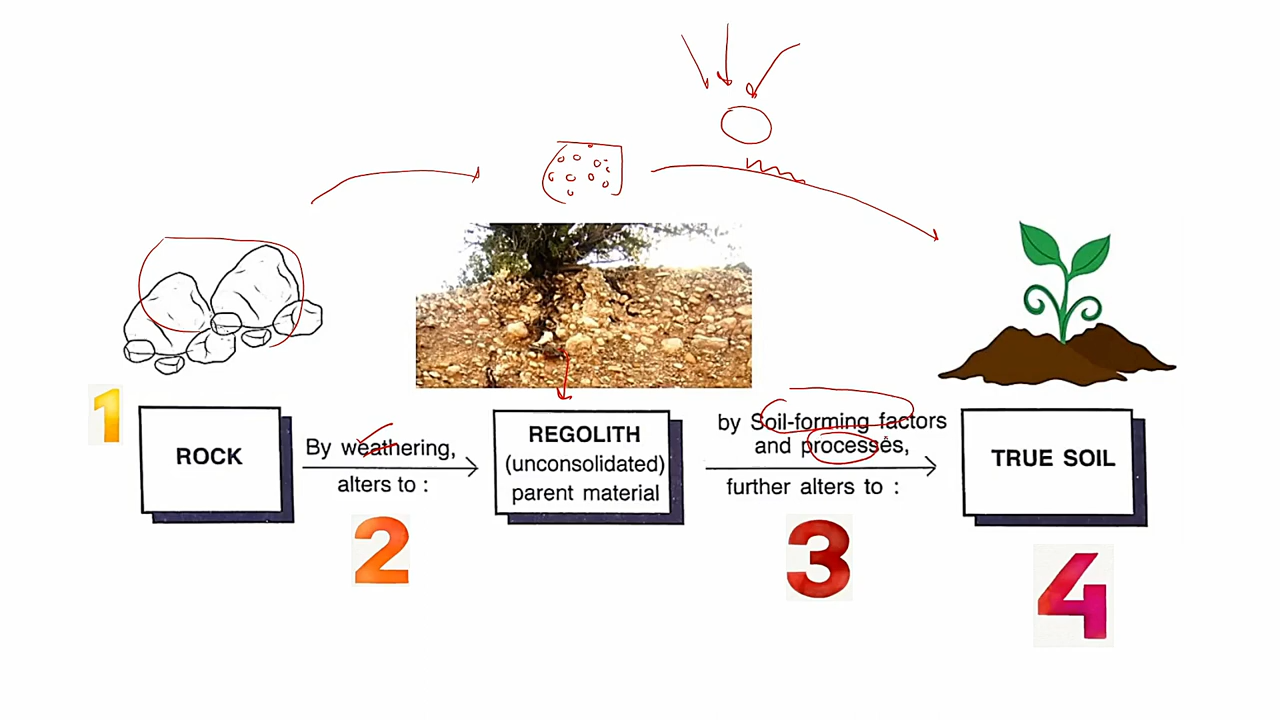 1
ROCK
By weathering,
alters to :
2
REGOLITH
(unconsolidated)
parent material
by Soil-forming factors
and processes,
further alters to :
3
TRUE SOIL
4